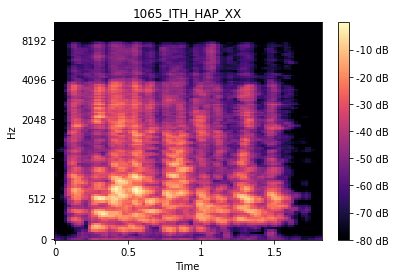 1065_ITH_HAP_XX
8192
4096
2048
1024
512
0
Hz
0
0.5
1
1.5
Time
-10 dB
-20 dB
-30 dB
-40 dB
-50 dB
-60 dB
-70 dB
-80 dB